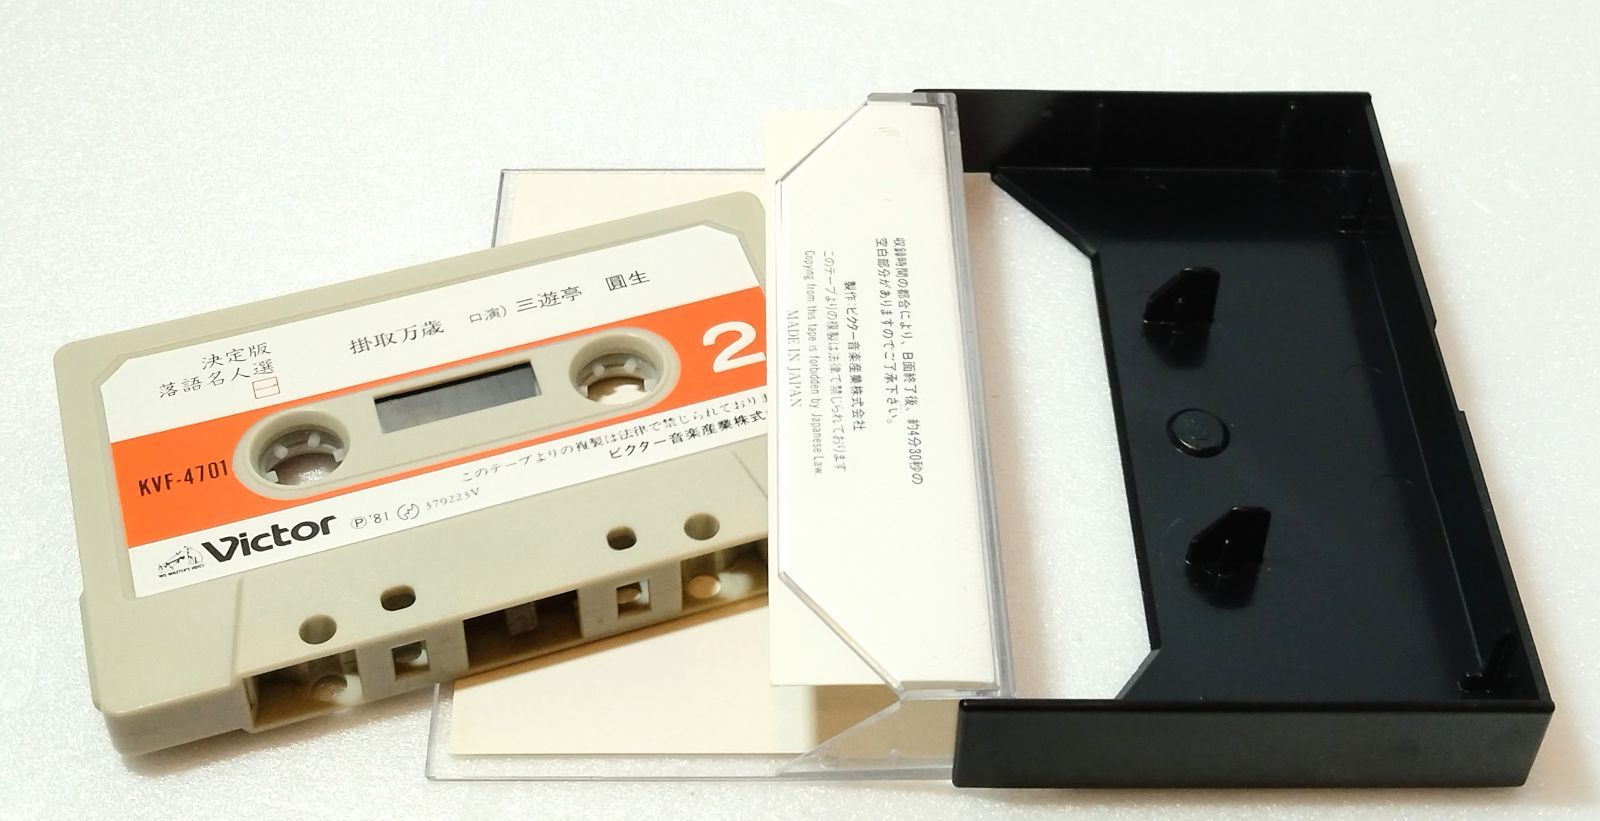 決定版
落語名人選 
掛取万歳
口演)三遊亭 圓生
2
KVF-4701
このテープよりの複製は法律で禁じられており
ビクター音楽産業株式
Victor
Ⓟ'81
379223V
HIS MASTER'S VOICE
収録時間の都合により、B面終了後、約4分30秒の
空白部分がありますのでご了承下さい。
製作:ビクター音楽産業株式会社
このテープよりの複製は法律で禁じられております
Copying from this tape is forbidden by Japanese Law.
MADE IN JAPAN